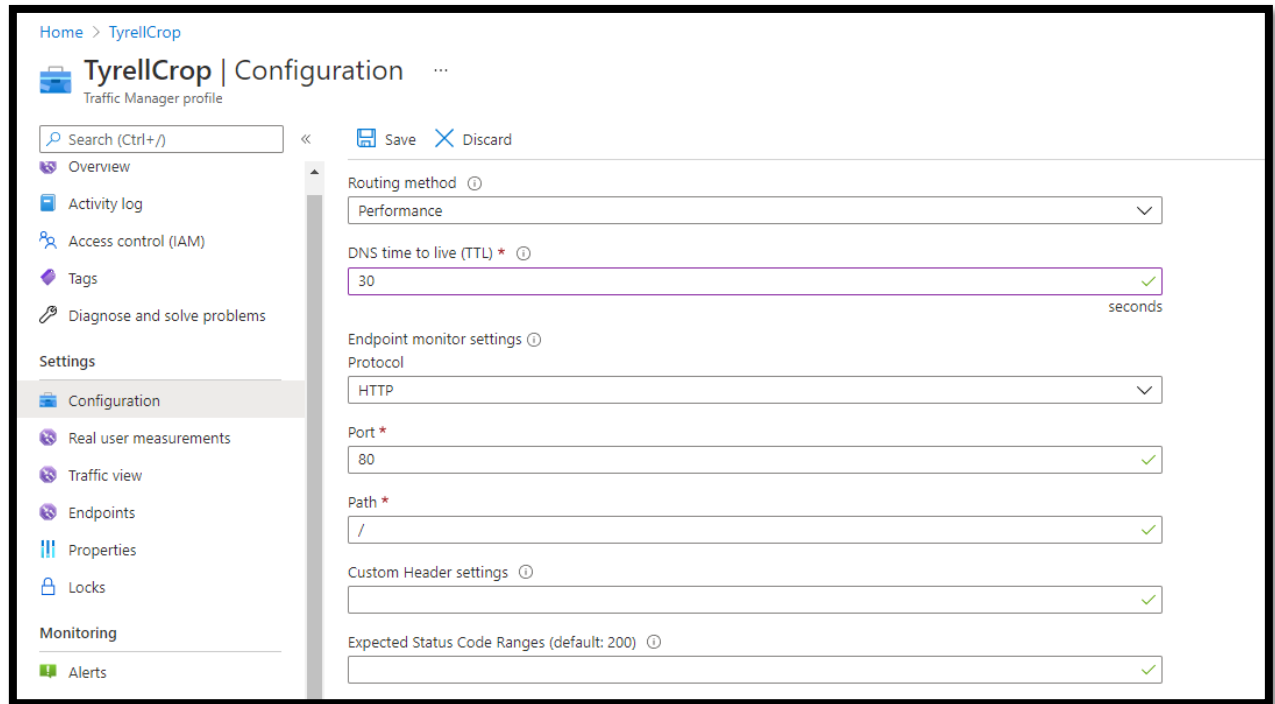 Home > TyrellCrop
TyrellCrop | Configuration ...
Traffic Manager profile
Search (Ctrl+/)
«
Overview
Activity log
Access control (IAM)
Tags
Diagnose and solve problems
Settings
Configuration
Real user measurements
Traffic view
Endpoints
Properties
Locks
Monitoring
Alerts
Save Discard
Routing method
Performance
DNS time to live (TTL) *
30
seconds
Endpoint monitor settings
Protocol
HTTP
Port *
80
Path *
/
Custom Header settings
Expected Status Code Ranges (default: 200)